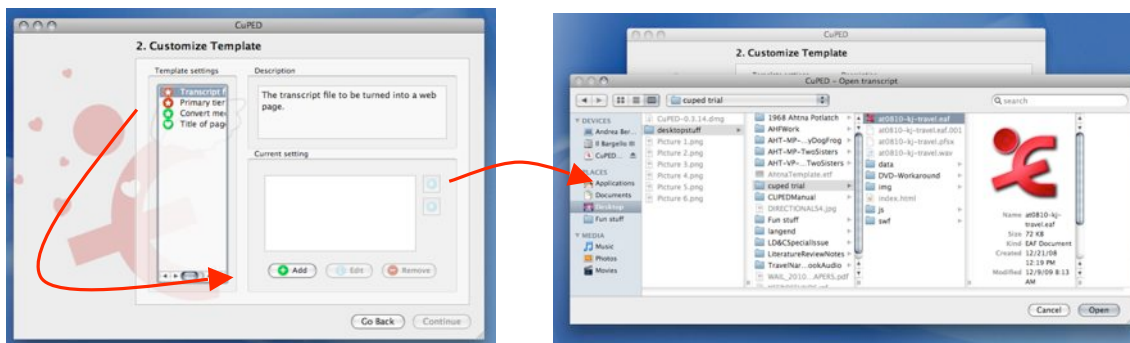 CuPED
2. Customize Template
Template settings
Transcript f
Primary tier
Convert me
Title of pag
Description
The transcript file to be turned into a web
page.
Current setting
Add
Edit
Remove
Go Back
Continue
CuPED
2. Customize Template
CuPED - Open transcript
cuped trial
search
DEVICES
Andrea Ber...
Il Bargello
CuPED...
PLACES
Applications
Documents
Desktop
Fun stuff
MEDIA
Music
Photos
Movies
CuPED-0.3.14.dmg
desktopstuff
Picture 1.png
Picture 2.png
Picture 3.png
Picture 4.png
Picture 5.png
Picture 6.png
1968 Ahtna Potlatch
AHFWork
AHT-MP-...yDogFrog
AHT-MP-TwoSisters
AHT-VP-...TwoSisters
AhtnaTemplate.etf
cuped trial
CUPEDManual
DIRECTIONALS4.jpg
Fun stuff
langend
LD&CSpecialIssue
LiteratureReviewNotes
TravelNar...ookAudio
WAIL_2010...APERS.pdf
at0810-kj-travel.eaf
at0810-kj-travel.eaf.001
at0810-kj-travel.pfsx
at0810-kj-travel.wav
data
DVD-Workaround
img
index.html
js
swf
Name at0810-kj-
travel.eaf
Size 72 KB
Kind EAF Document
Created 12/21/08
12:19 PM
Modified 12/9/09 8:13
AM
Cancel
Open